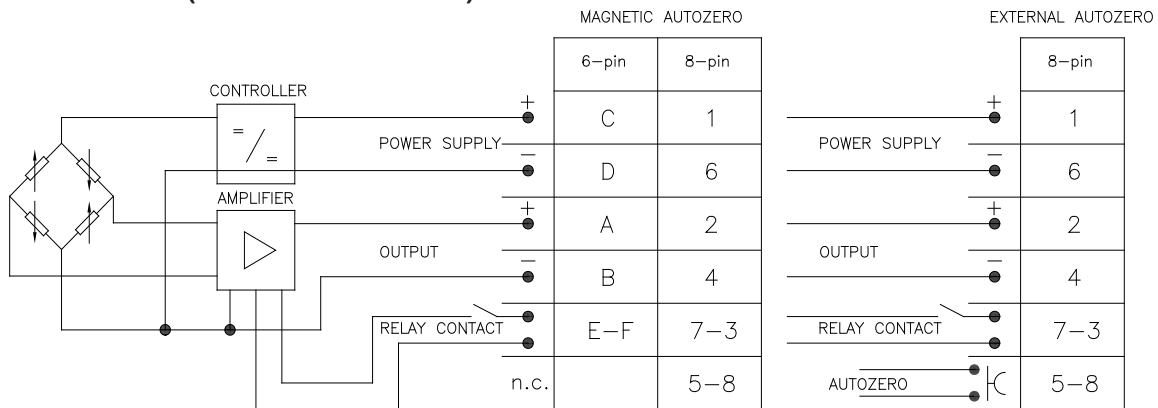 MAGNETIC AUTOZERO
EXTERNAL AUTOZERO
6-pin 8-pin 8-pin
CONTROLLER
= / =
+ C 1 + 1
POWER SUPPLY POWER SUPPLY
− D 6 − 6
AMPLIFIER
+ A 2 + 2
OUTPUT OUTPUT
− B 4 − 4
RELAY CONTACT E-F 7-3 RELAY CONTACT 7-3
n.c. 5-8 AUTOZERO 5-8